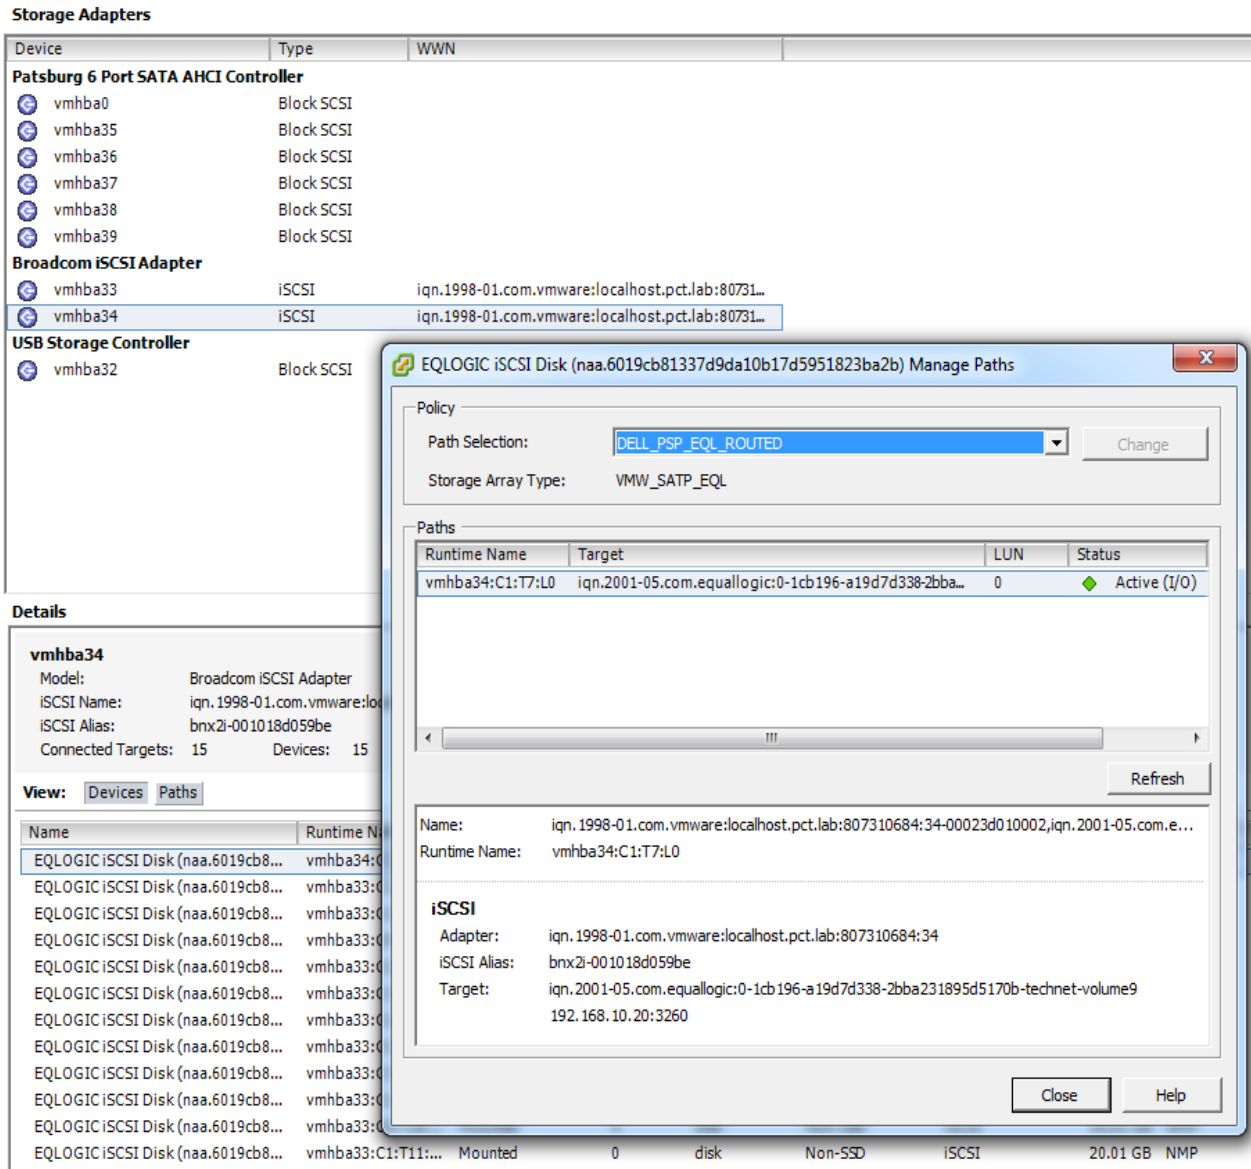 Storage Adapters
Device Type WWN
Patsburg 6 Port SATA AHCI Controller
vmhba0 Block SCSI
vmhba35 Block SCSI
vmhba36 Block SCSI
vmhba37 Block SCSI
vmhba38 Block SCSI
vmhba39 Block SCSI
Broadcom iSCSI Adapter
vmhba33 iSCSI iqn.1998-01.com.vmware:localhost.pct.lab:80731...
vmhba34 iSCSI iqn.1998-01.com.vmware:localhost.pct.lab:80731...
USB Storage Controller
vmhba32 Block SCSI
EQLOGIC iSCSI Disk (naa.6019cb81337d9da10b17d5951823ba2b) Manage Paths
Policy
Path Selection: DELL_PSP_EQL_ROUTED Change
Storage Array Type: VMW_SATP_EQL
Paths
Runtime Name Target LUN Status
vmhba34:C1:T7:L0 iqn.2001-05.com.equallogic:0-1cb196-a19d7d338-2bba... 0 Active (I/O)
Refresh
Name: iqn.1998-01.com.vmware:localhost.pct.lab:807310684:34-00023d010002,iqn.2001-05.com.e...
Runtime Name: vmhba34:C1:T7:L0
iSCSI
Adapter: iqn.1998-01.com.vmware:localhost.pct.lab:807310684:34
iSCSI Alias: bnx2i-001018d059be
Target: iqn.2001-05.com.equallogic:0-1cb196-a19d7d338-2bba231895d5170b-technet-volume9
192.168.10.20:3260
Close Help
Details
vmhba34
Model: Broadcom iSCSI Adapter
iSCSI Name: iqn.1998-01.com.vmware:loc
iSCSI Alias: bnx2i-001018d059be
Connected Targets: 15 Devices: 15
View: Devices Paths
Name Runtime Na
EQLOGIC iSCSI Disk (naa.6019cb8... vmhba34:C
EQLOGIC iSCSI Disk (naa.6019cb8... vmhba33:C
EQLOGIC iSCSI Disk (naa.6019cb8... vmhba33:C
EQLOGIC iSCSI Disk (naa.6019cb8... vmhba33:C
EQLOGIC iSCSI Disk (naa.6019cb8... vmhba33:C
EQLOGIC iSCSI Disk (naa.6019cb8... vmhba33:C
EQLOGIC iSCSI Disk (naa.6019cb8... vmhba33:C
EQLOGIC iSCSI Disk (naa.6019cb8... vmhba33:C
EQLOGIC iSCSI Disk (naa.6019cb8... vmhba33:C
EQLOGIC iSCSI Disk (naa.6019cb8... vmhba33:C
EQLOGIC iSCSI Disk (naa.6019cb8... vmhba33:C
EQLOGIC iSCSI Disk (naa.6019cb8... vmhba33:C1:T11:... Mounted 0 disk Non-SSD iSCSI 20.01 GB NMP